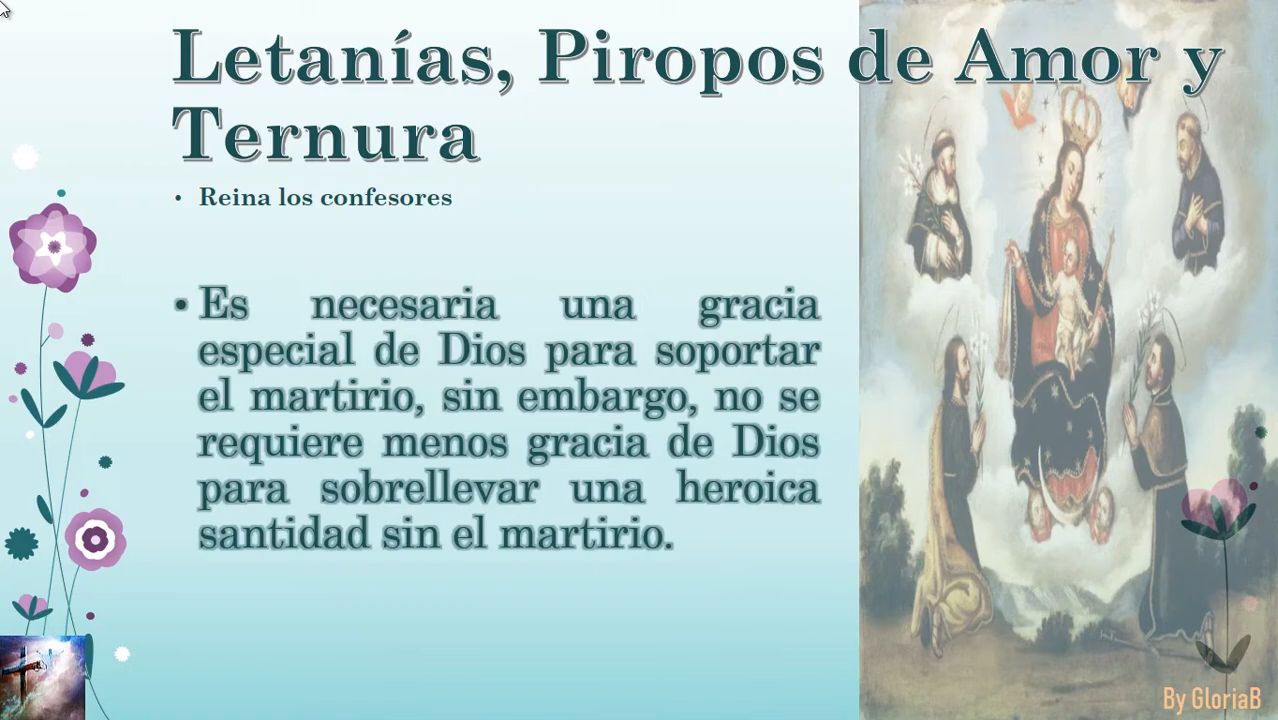 Letanías, Piropos de Amor y
Ternura
• Reina los confesores
• Es necesaria una gracia
especial de Dios para soportar
el martirio, sin embargo, no se
requiere menos gracia de Dios
para sobrellevar una heroica
santidad sin el martirio.
By GloriaB